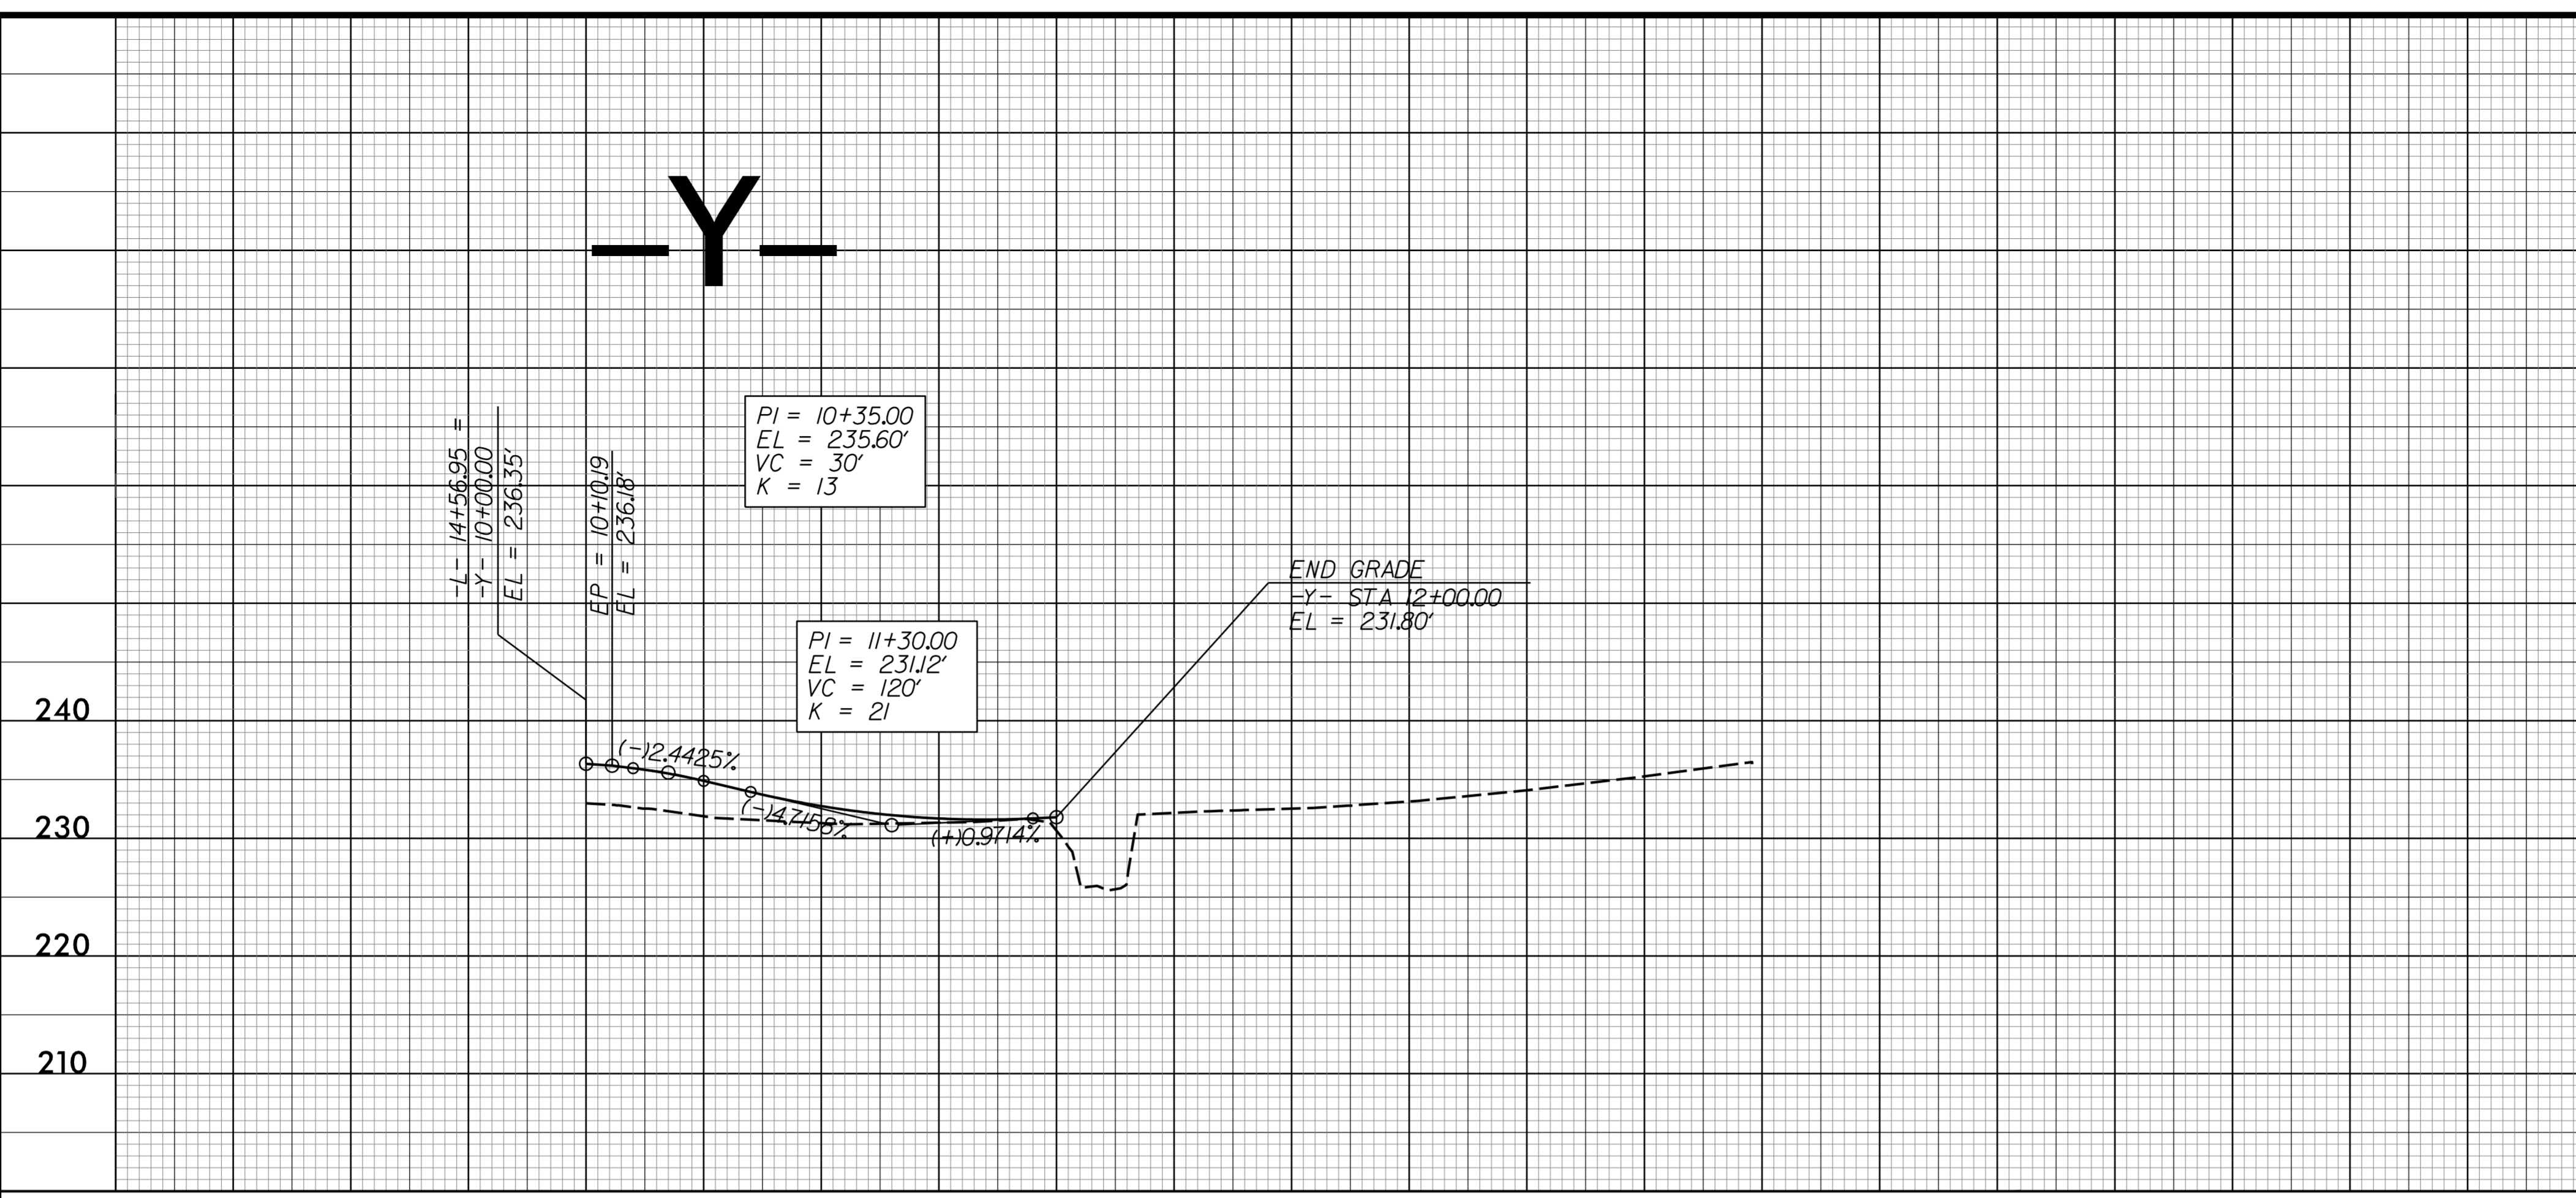 -Y-
PI = 10+35.00
EL = 235.60'
VC = 30'
K = 13
-L- 14+56.95 =
-Y- 10+00.00
EL = 236.35'
EP = 10+10.19
EL = 236.18'
END GRADE
-Y- STA 12+00.00
EL = 231.80'
PI = 11+30.00
EL = 231.12'
VC = 120'
K = 21
240
(-)2.4425%
(-)4.7158%
230
(+)0.9714%
220
210